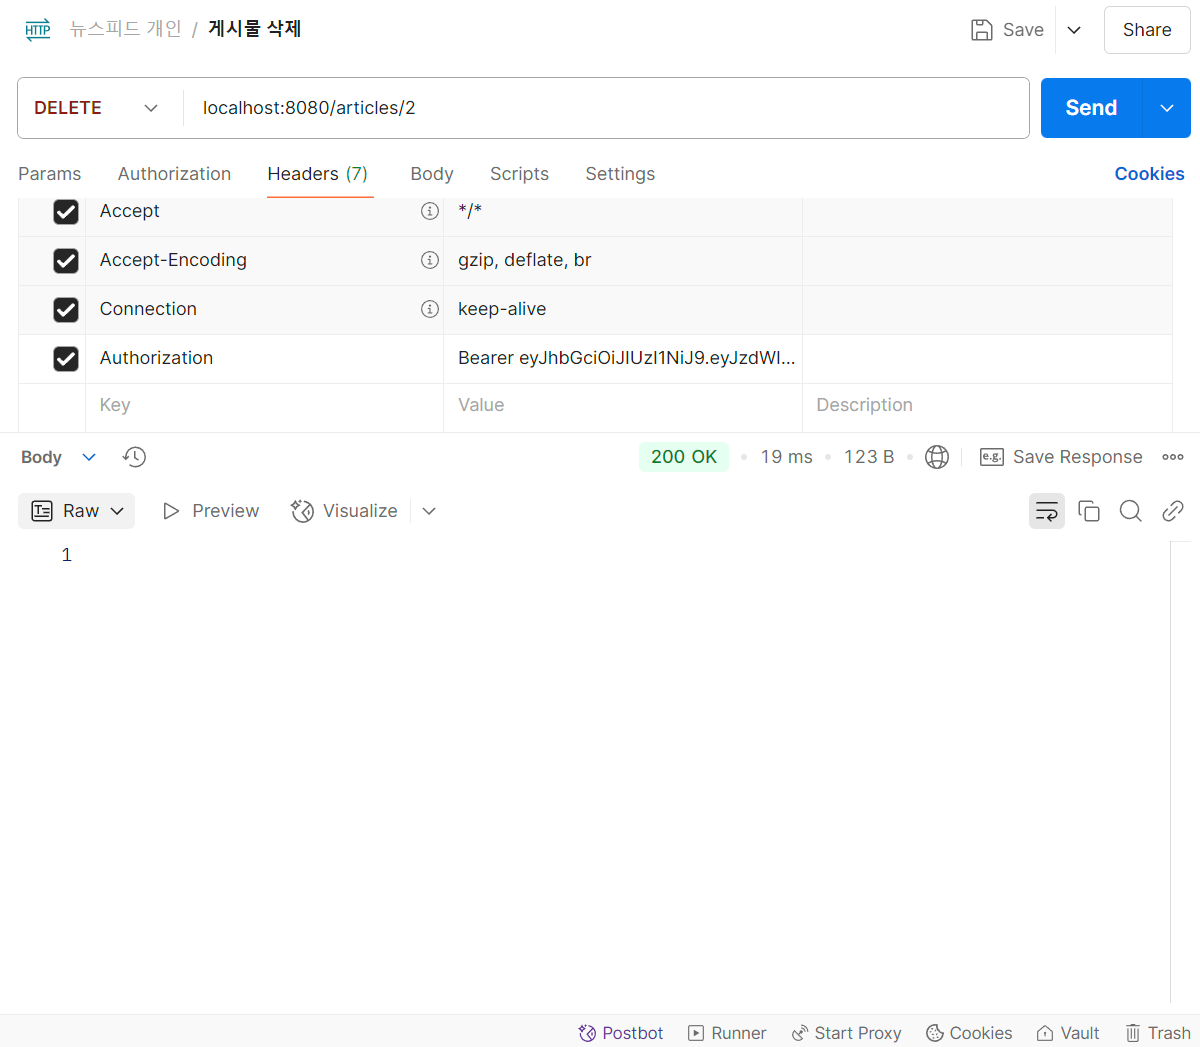 HTTP 뉴스피드 개인 / 게시물 삭제 Save Share
DELETE localhost:8080/articles/2 Send
Params Authorization Headers (7) Body Scripts Settings Cookies
Accept */*
Accept-Encoding gzip, deflate, br
Connection keep-alive
Authorization Bearer eyJhbGciOiJIUzI1NiJ9.eyJzdWI...
Key Value Description
Body 200 OK • 19 ms • 123 B • e.g. Save Response
Raw Preview Visualize
1
Postbot Runner Start Proxy Cookies Vault Trash